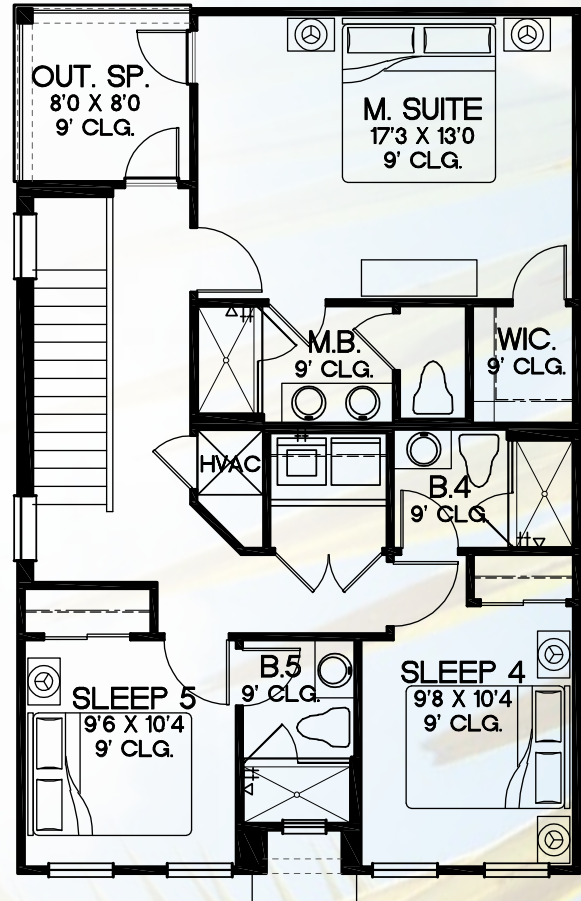 OUT. SP.
8'0 X 8'0
9' CLG.
M. SUITE
17'3 X 13'0
9' CLG.
M.B.
9' CLG.
WIC.
9' CLG.
HVAC
B.4
9' CLG.
B.5
9' CLG.
SLEEP 5
9'6 X 10'4
9' CLG.
SLEEP 4
9'8 X 10'4
9' CLG.